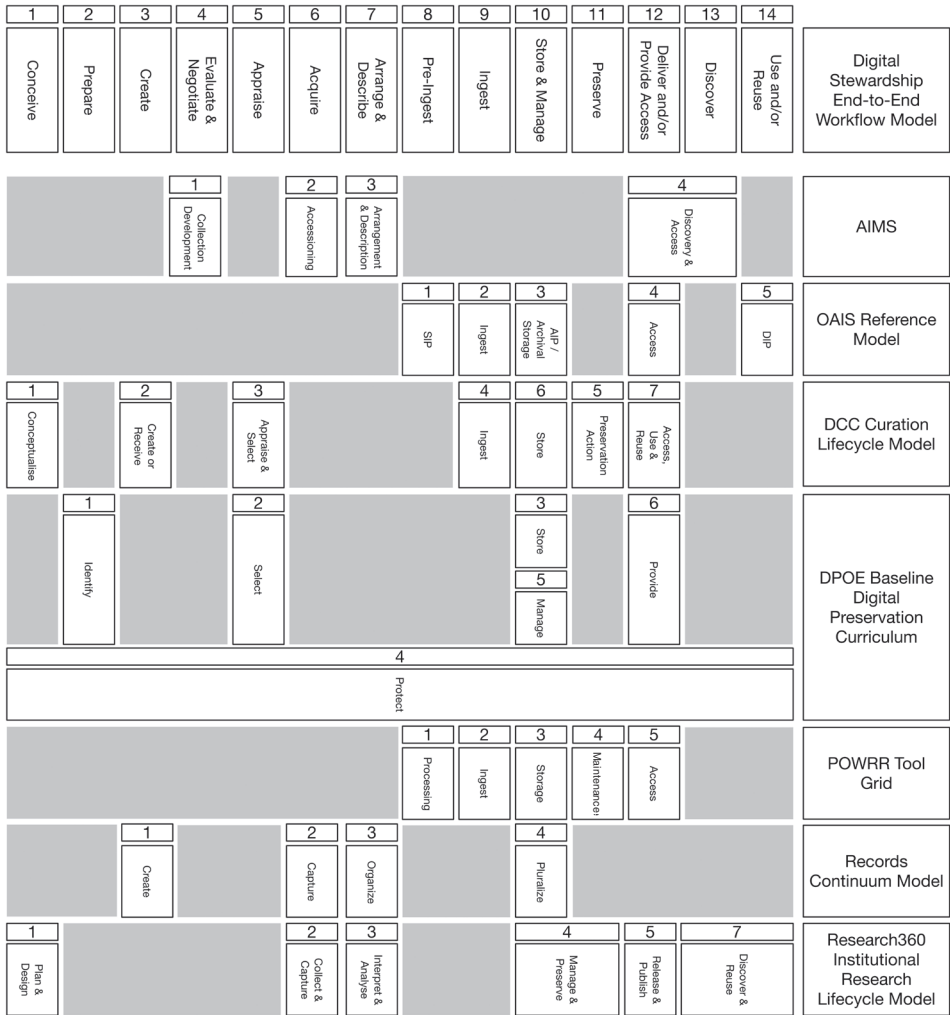 1 2 3 4 5 6 7 8 9 10 11 12 13 14
Conceive
Prepare
Create
Evaluate &
Negotiate
Appraise
Acquire
Arrange &
Describe
Pre-Ingest
Ingest
Store & Manage
Preserve
Deliver and/or
Provide Access
Discover
Use and/or
Reuse
Digital
Stewardship
End-to-End
Workflow Model
1 2 3 4
Collection
Development
Accessioning
Arrangement
& Description
Discovery &
Access
AIMS
1 2 3 4 5
SIP
Ingest
AIP /
Archival
Storage
Access
DIP
OAIS Reference
Model
1 2 3 4 6 5 7
Conceptualise
Create or
Receive
Appraise &
Select
Ingest
Store
Preservation
Action
Access,
Use &
Reuse
DCC Curation
Lifecycle Model
1 2 3 6
Identify
Select
Store
5
Manage
Provide
4
Protect
DPOE Baseline
Digital
Preservation
Curriculum
1 2 3 4 5
Processing
Ingest
Storage
Maintenances
Access
POWRR Tool
Grid
1 2 3 4
Create
Capture
Organize
Pluralize
Records
Continuum Model
1 2 3 4 5 7
Plan &
Design
Collect &
Capture
Interpret &
Analyse
Manage &
Preserve
Release &
Publish
Discover &
Reuse
Research360
Institutional
Research
Lifecycle Model